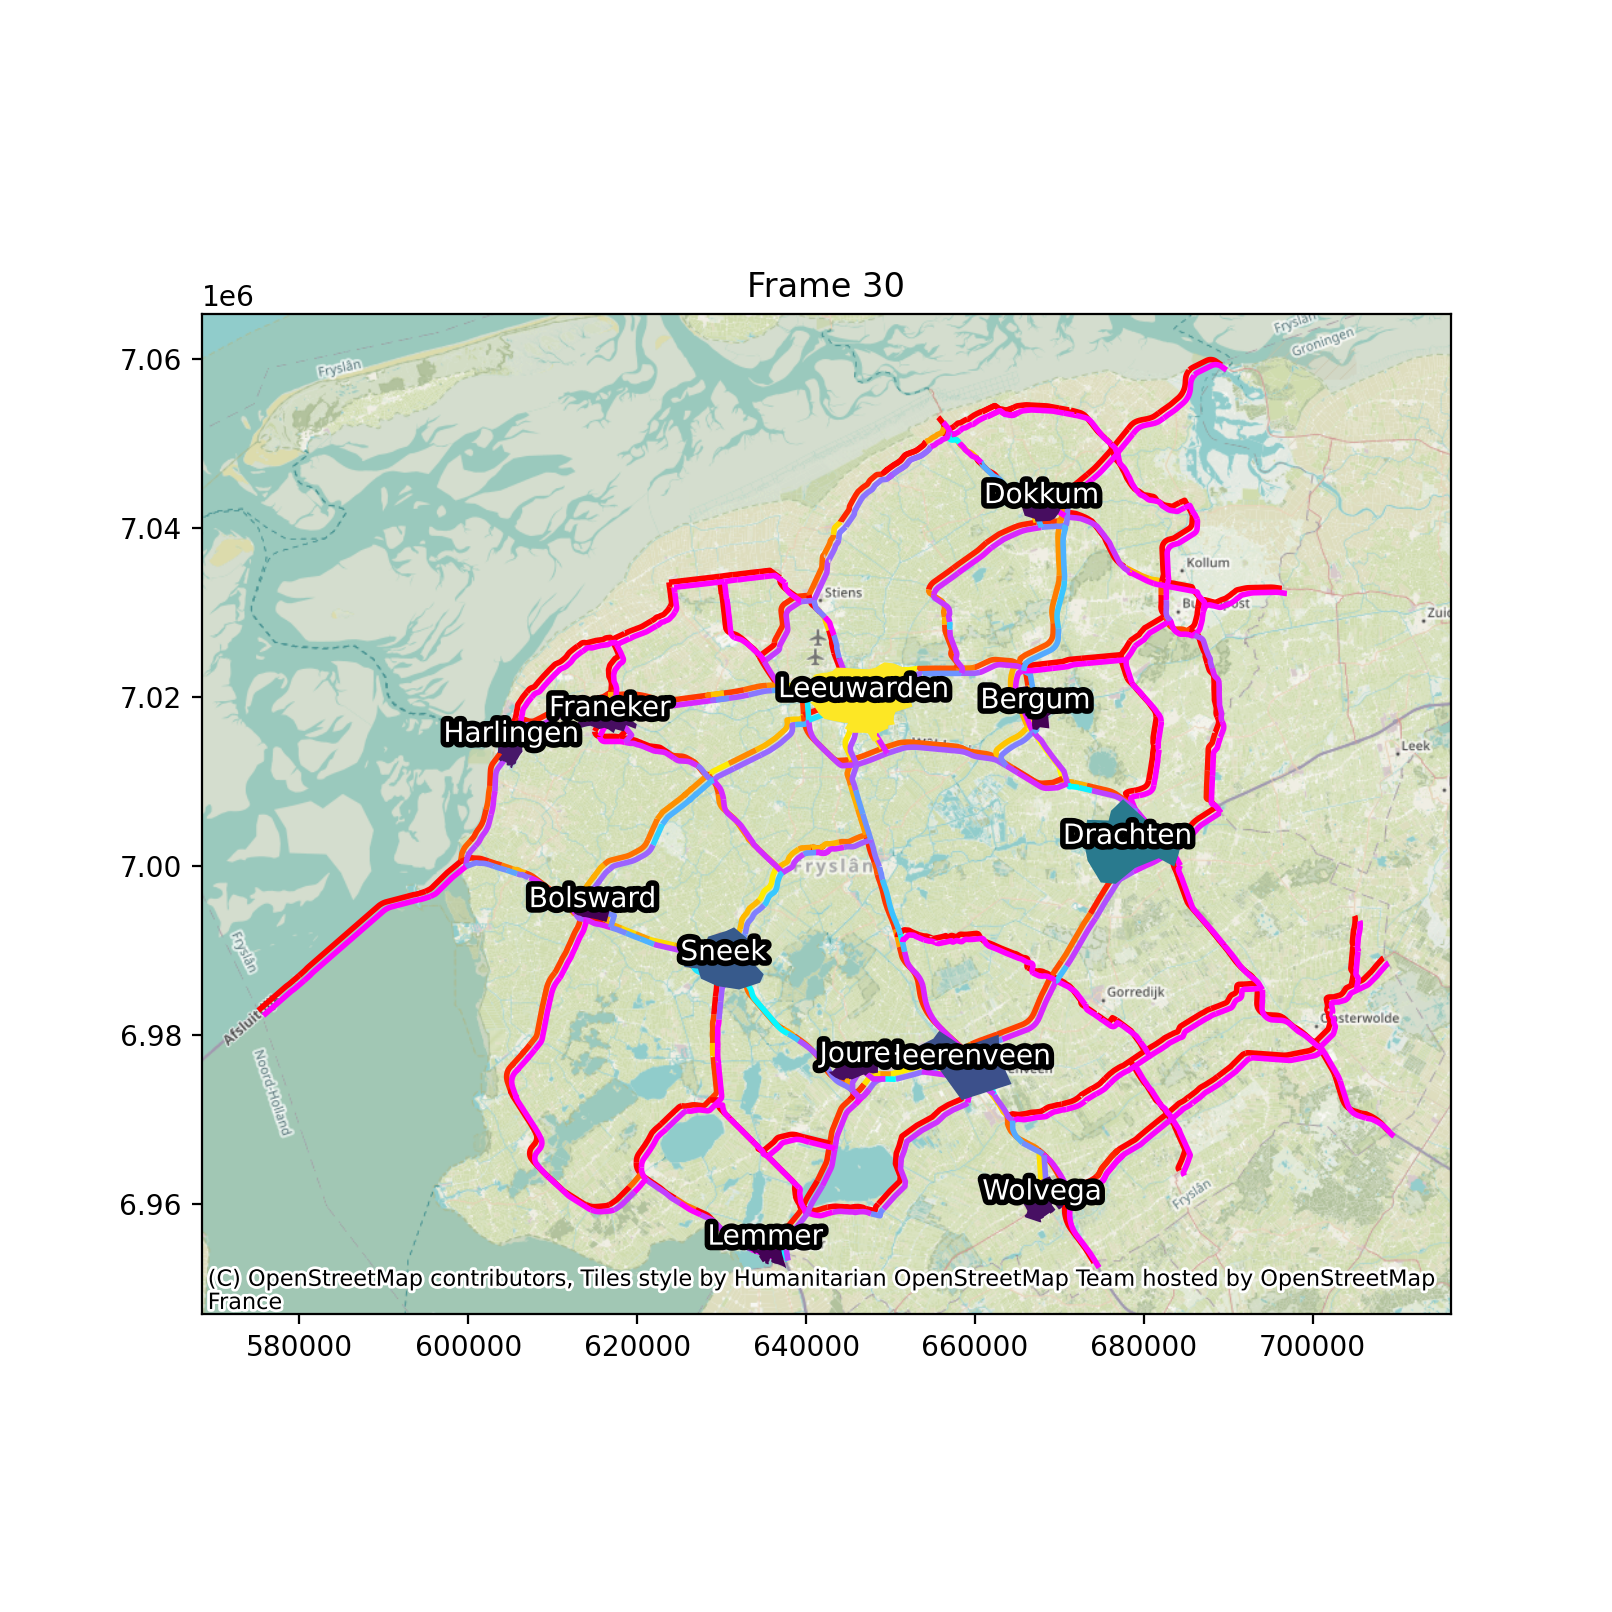 Frame 30
1e6
7.06
7.04
7.02
7.00
6.98
6.96
Fryslân
Fryslân
Groningen
Dokkum
Kollum
Stiens
Leeuwarden
Bergum
Franeker
Harlingen
Leek
Drachten
Fryslân
Bolsward
Sneek
Fryslân
Gorredijk
Oosterwolde
Afsluit
Joure
Heerenveen
Noord-Holland
Wolvega
Fryslân
Lemmer
(C) OpenStreetMap contributors, Tiles style by Humanitarian OpenStreetMap Team hosted by OpenStreetMap
France
580000
600000
620000
640000
660000
680000
700000